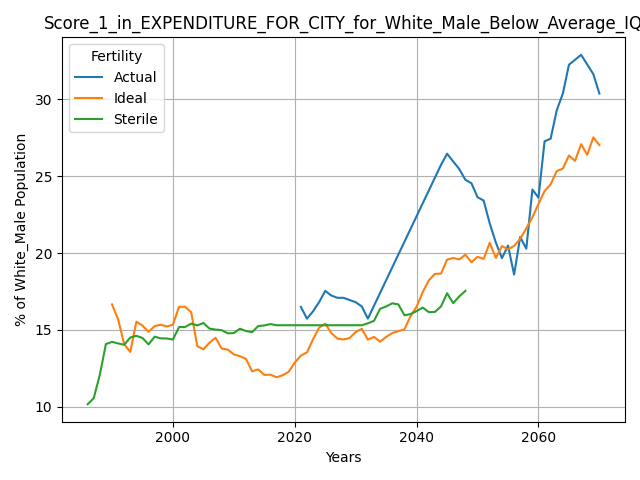 Score_1_in_EXPENDITURE_FOR_CITY_for_White_Male_Below_Average_IQ
Fertility
Actual
Ideal
Sterile
% of White_Male Population
30
25
20
15
10
2000 2020 2040 2060
Years